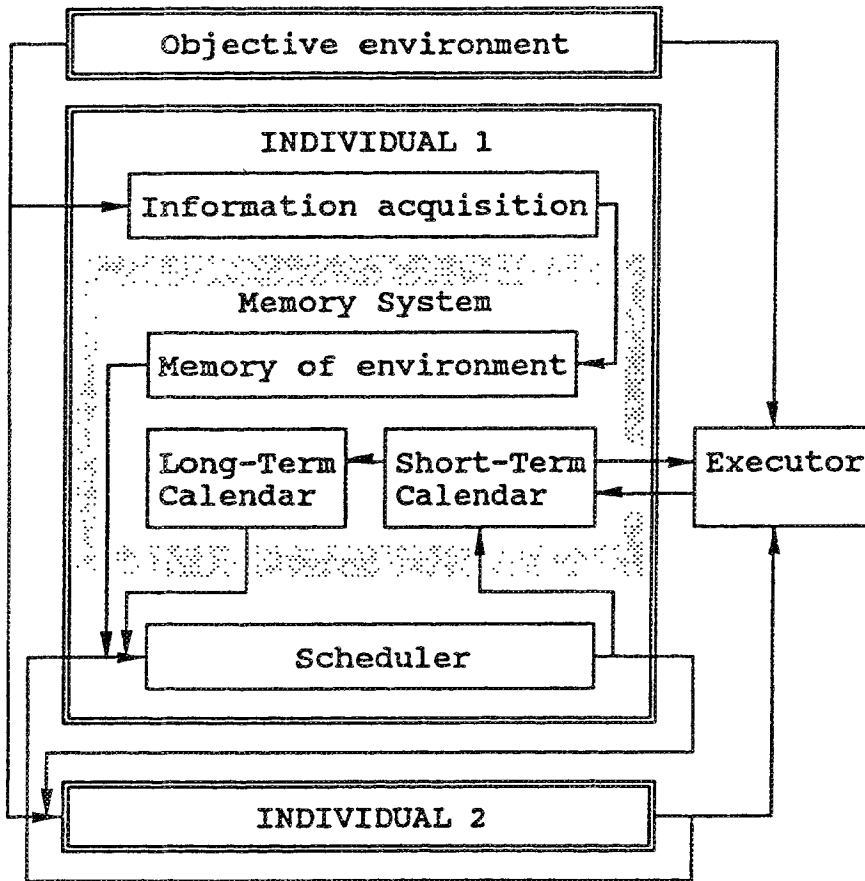 Objective environment
INDIVIDUAL 1
Information acquisition
Memory System
Memory of environment
Long-Term
Calendar
Short-Term
Calendar
Executor
Scheduler
INDIVIDUAL 2